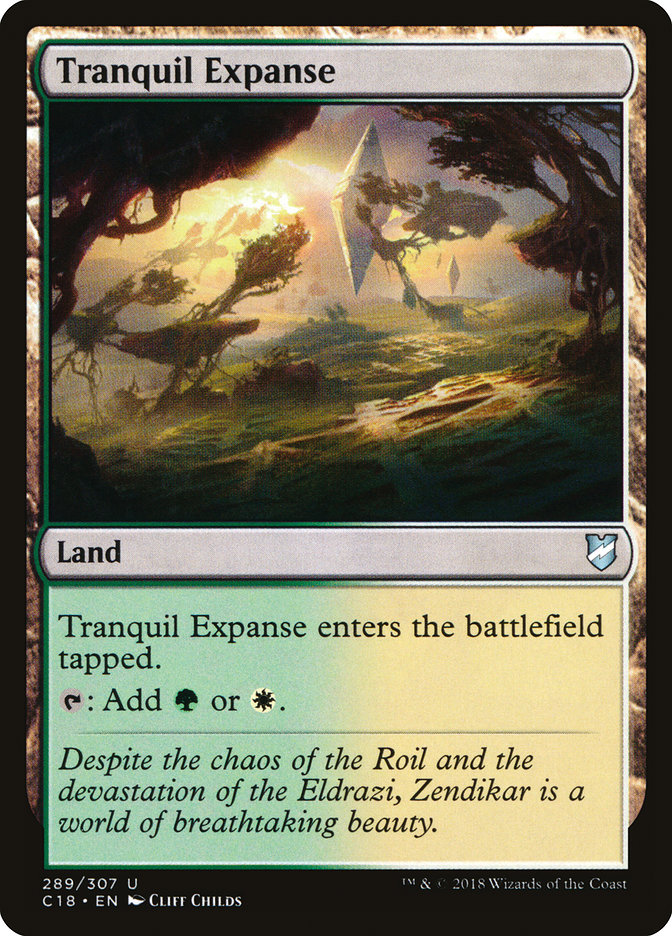 Tranquil Expanse
Land
Tranquil Expanse enters the battlefield
tapped.
: Add or .
Despite the chaos of the Roil and the
devastation of the Eldrazi, Zendikar is a
world of breathtaking beauty.
289/307 U
C18 • EN Cliff Childs
™ & © 2018 Wizards of the Coast